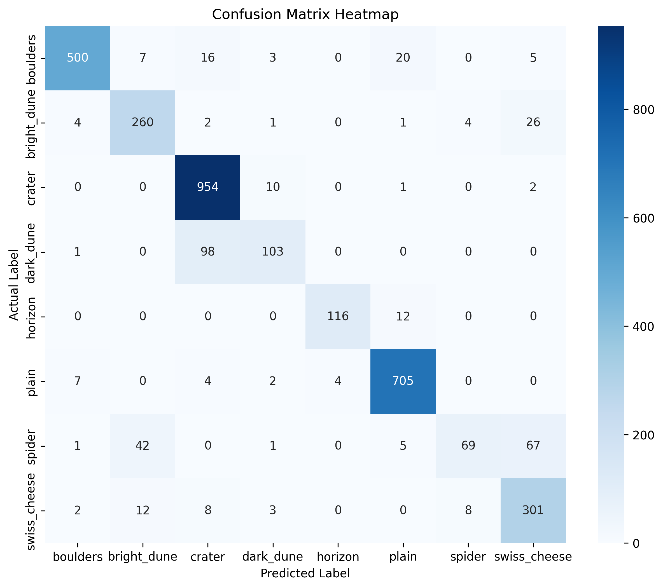 Confusion Matrix Heatmap
boulders 500 7 16 3 0 20 0 5
bright_dune 4 260 2 1 0 1 4 26
crater 0 0 954 10 0 1 0 2
dark_dune 1 0 98 103 0 0 0 0
horizon 0 0 0 0 116 12 0 0
plain 7 0 4 2 4 705 0 0
spider 1 42 0 1 0 5 69 67
swiss_cheese 2 12 8 3 0 0 8 301
boulders bright_dune crater dark_dune horizon plain spider swiss_cheese
Predicted Label
Actual Label
800
600
400
200
0